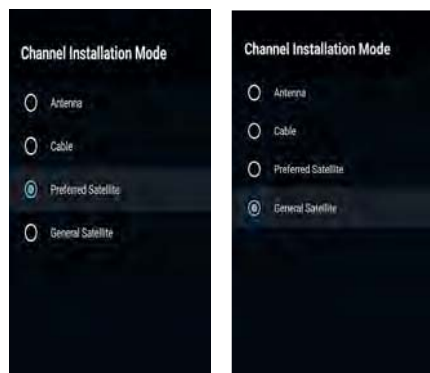 Channel Installation Mode
Antenna
Cable
Preferred Satellite
General Satellite
Channel Installation Mode
Antenna
Cable
Preferred Satellite
General Satellite